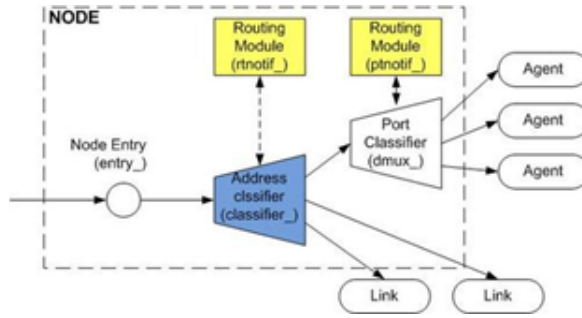 NODE
Routing
Module
(rtnotif_)
Routing
Module
(ptnotif_)
Agent
Agent
Agent
Port
Classifier
(dmux_)
Node Entry
(entry_)
Address
clssifier
(classifier_)
Link
Link